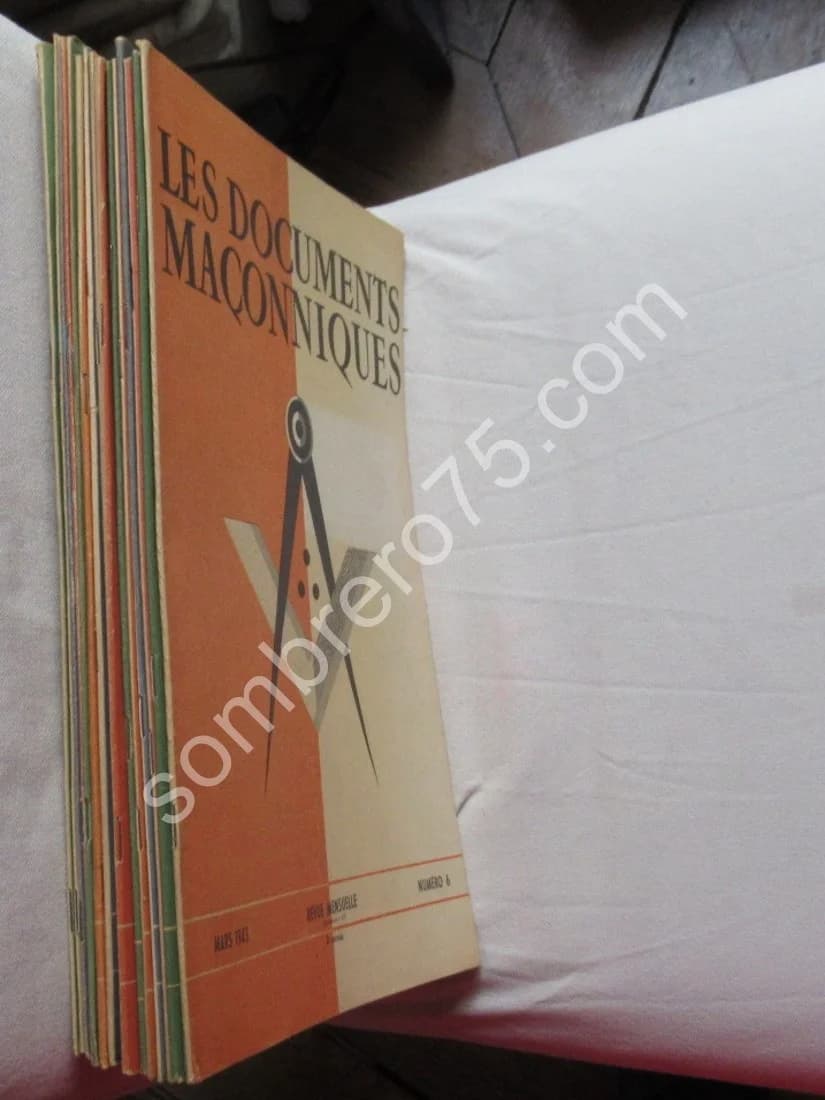 LES DOCUMENTS
MAÇONNIQUES
MARS 1943
REVUE MENSUELLE
NUMÉRO 6
sombrero75.com